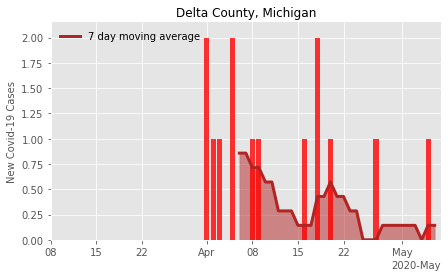 Delta County, Michigan
7 day moving average
New Covid-19 Cases
2.00
1.75
1.50
1.25
1.00
0.75
0.50
0.25
0.00
08 15 22 Apr 08 15 22 May
2020-May